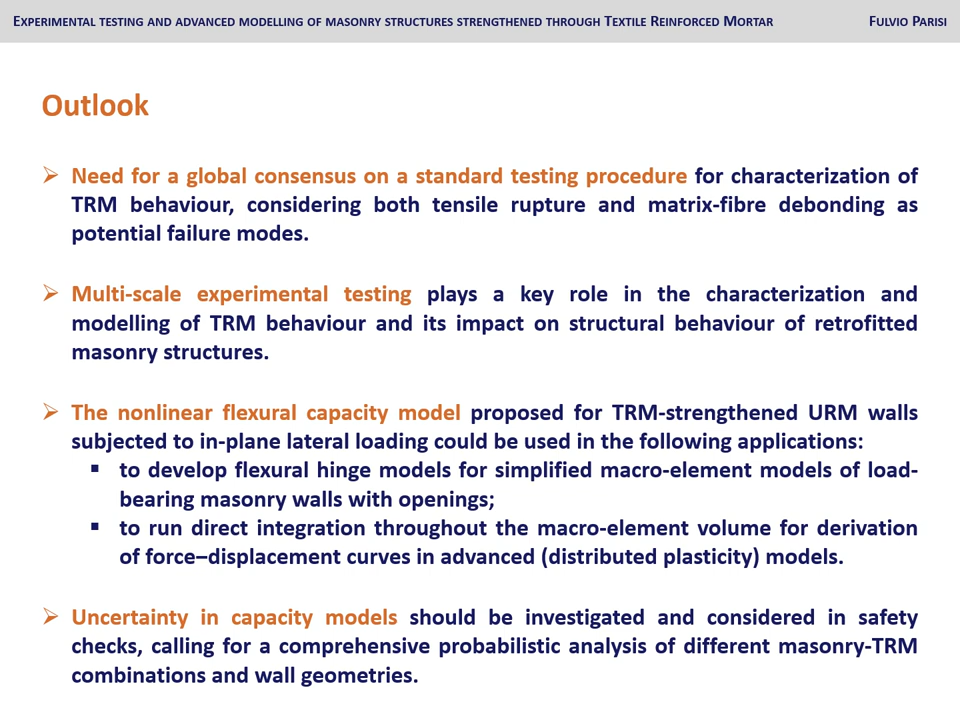 EXPERIMENTAL TESTING AND ADVANCED MODELLING OF MASONRY STRUCTURES STRENGTHENED THROUGH TEXTILE REINFORCED MORTAR FULVIO PARISI
Outlook
➢ Need for a global consensus on a standard testing procedure for characterization of
TRM behaviour, considering both tensile rupture and matrix-fibre debonding as
potential failure modes.
➢ Multi-scale experimental testing plays a key role in the characterization and
modelling of TRM behaviour and its impact on structural behaviour of retrofitted
masonry structures.
➢ The nonlinear flexural capacity model proposed for TRM-strengthened URM walls
subjected to in-plane lateral loading could be used in the following applications:
▪ to develop flexural hinge models for simplified macro-element models of load-
bearing masonry walls with openings;
▪ to run direct integration throughout the macro-element volume for derivation
of force–displacement curves in advanced (distributed plasticity) models.
➢ Uncertainty in capacity models should be investigated and considered in safety
checks, calling for a comprehensive probabilistic analysis of different masonry-TRM
combinations and wall geometries.